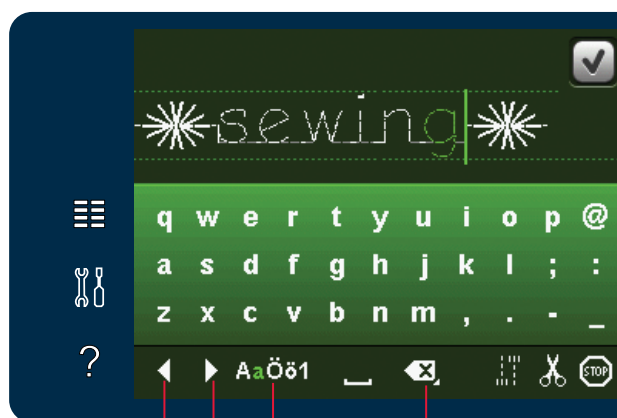 sewing
q w e r t y u i o p @
a s d f g h j k l ; :
z x c v b n m , . - _
?
AaÖö1
STOP